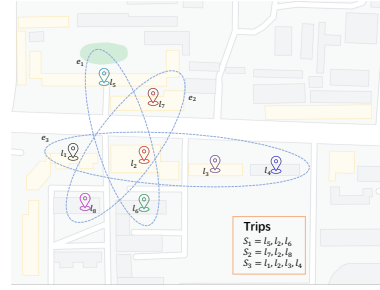 e₁
l₅
l₇
e₂
e₃
l₁
l₂
l₃
l₄
l₈
l₆
Trips
S₁ = l₅, l₂, l₆
S₂ = l₇, l₂, l₈
S₃ = l₁, l₂, l₃, l₄